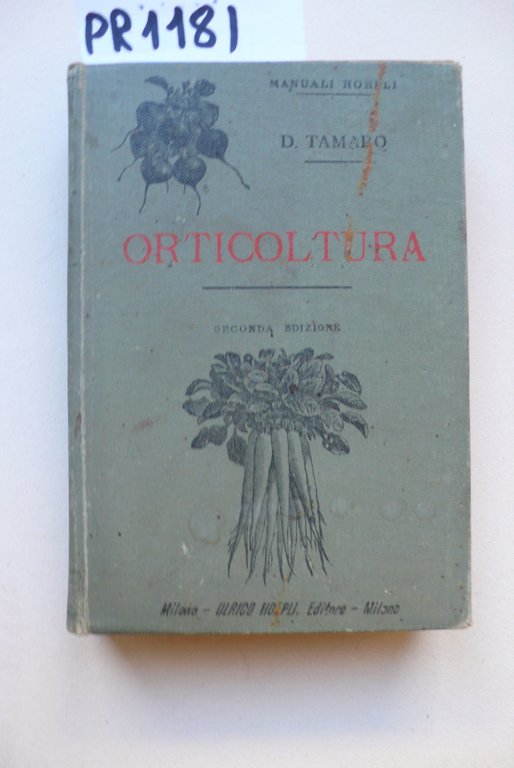 PR1181
MANUALI HOEPLI
D. TAMARO
ORTICOLTURA
SECONDA EDIZIONE
Milano - ULRICO HOEPLI, Editore - Milano